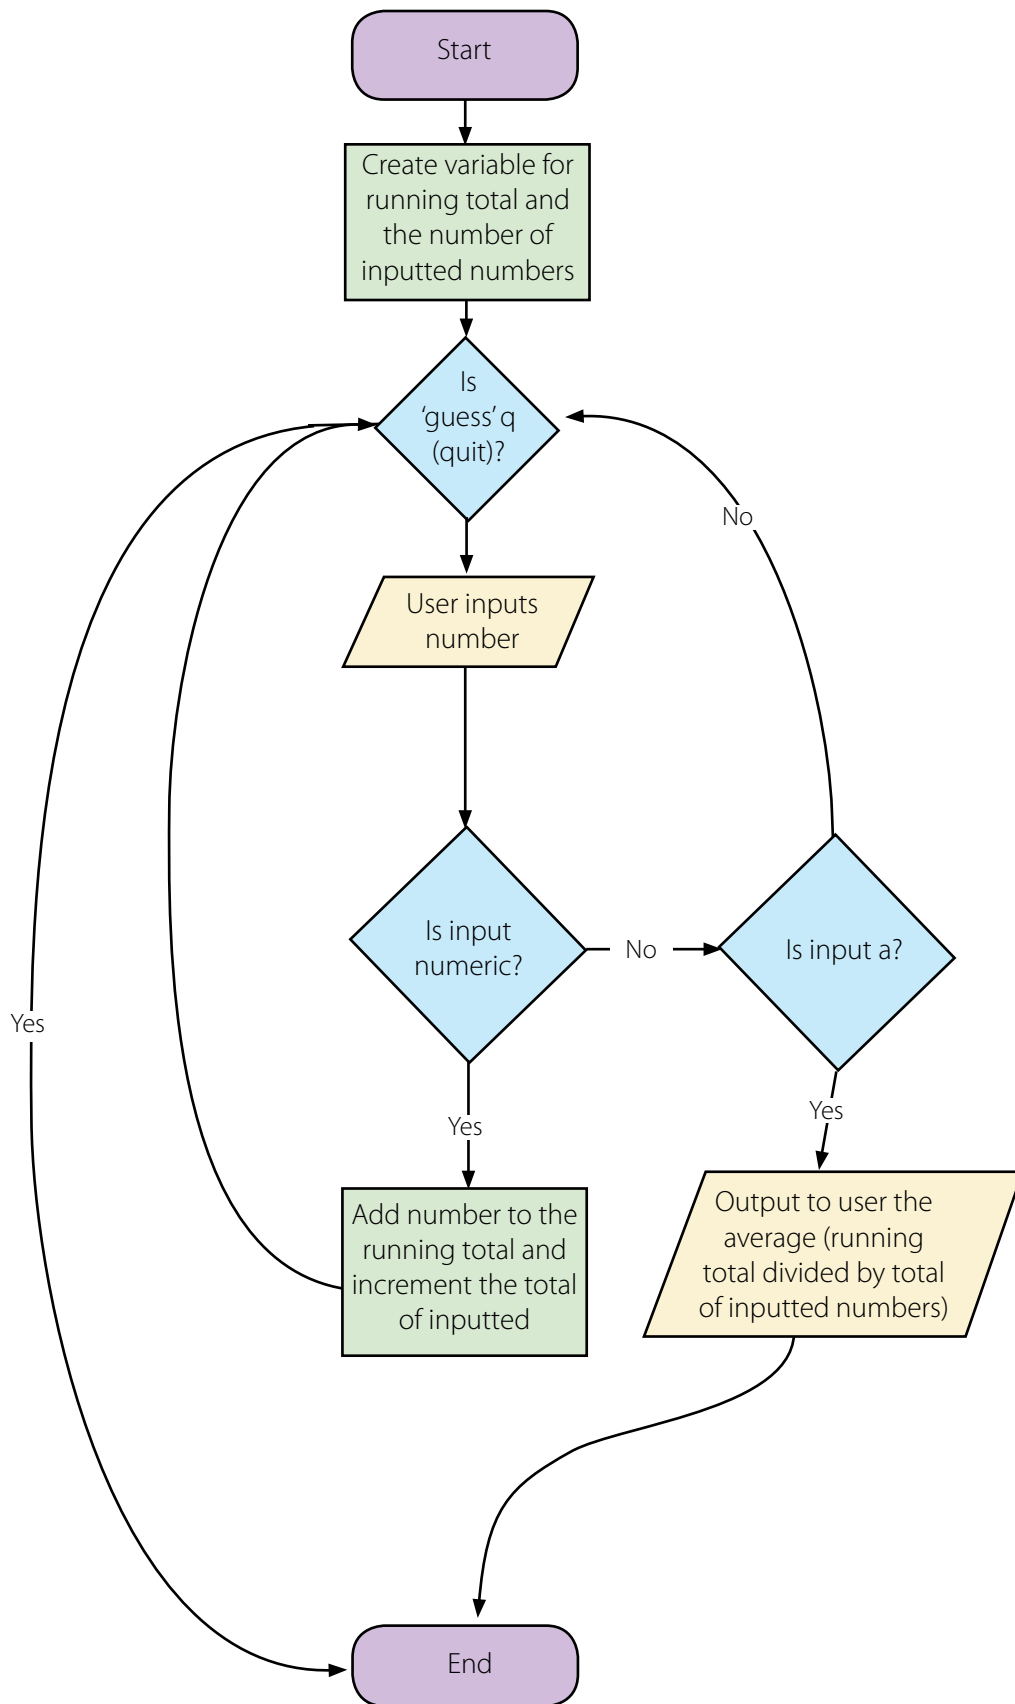 Start
Create variable for
running total and
the number of
inputted numbers
Is
‘guess’ q
(quit)?
No
User inputs
number
Is input
numeric?
No
Is input a?
Yes
Yes
Yes
Add number to the
running total and
increment the total
of inputted
Output to user the
average (running
total divided by total
of inputted numbers)
End